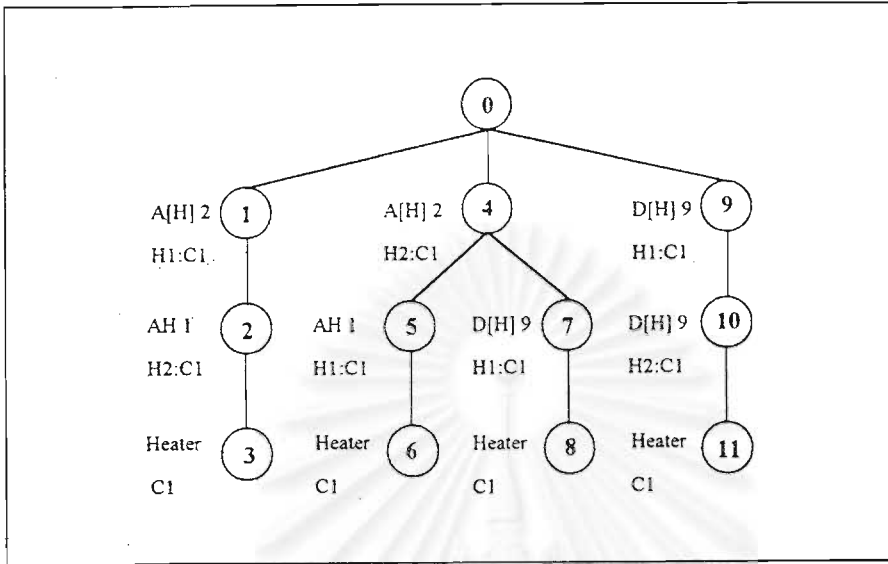 0
A[H] 2
1
A[H] 2
4
D[H] 9
9
H1:C1
H2:C1
H1:C1
AH 1
2
AH 1
5
D[H] 9
7
D[H] 9
10
H2:C1
H1:C1
H1:C1
H2:C1
Heater
3
Heater
6
Heater
8
Heater
11
C1
C1
C1
C1